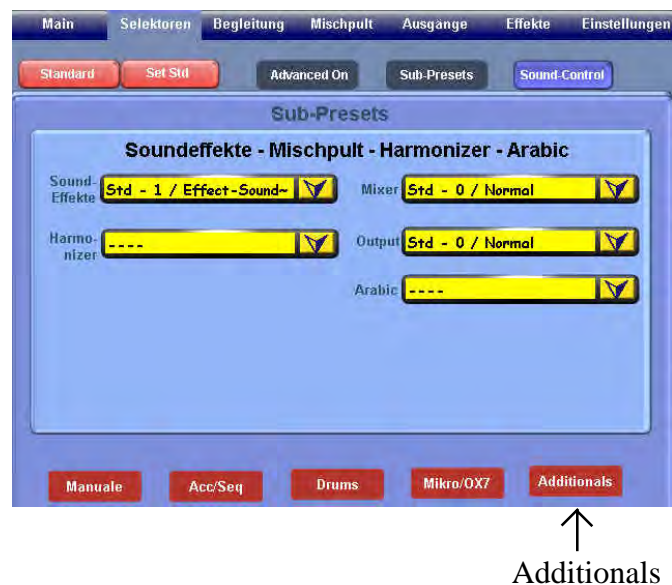 Main Selektoren Begleitung Mischpult Ausgänge Effekte Einstellungen
Standard Set Std Advanced On Sub-Presets Sound-Control
Sub-Presets
Soundeffekte - Mischpult - Harmonizer - Arabic
Sound-Effekte Std - 1 / Effect-Sound~ Mixer Std - 0 / Normal
Harmo-nizer ---- Output Std - 0 / Normal
Arabic ----
Manuale Acc/Seq Drums Mikro/OX7 Additionals
Additionals